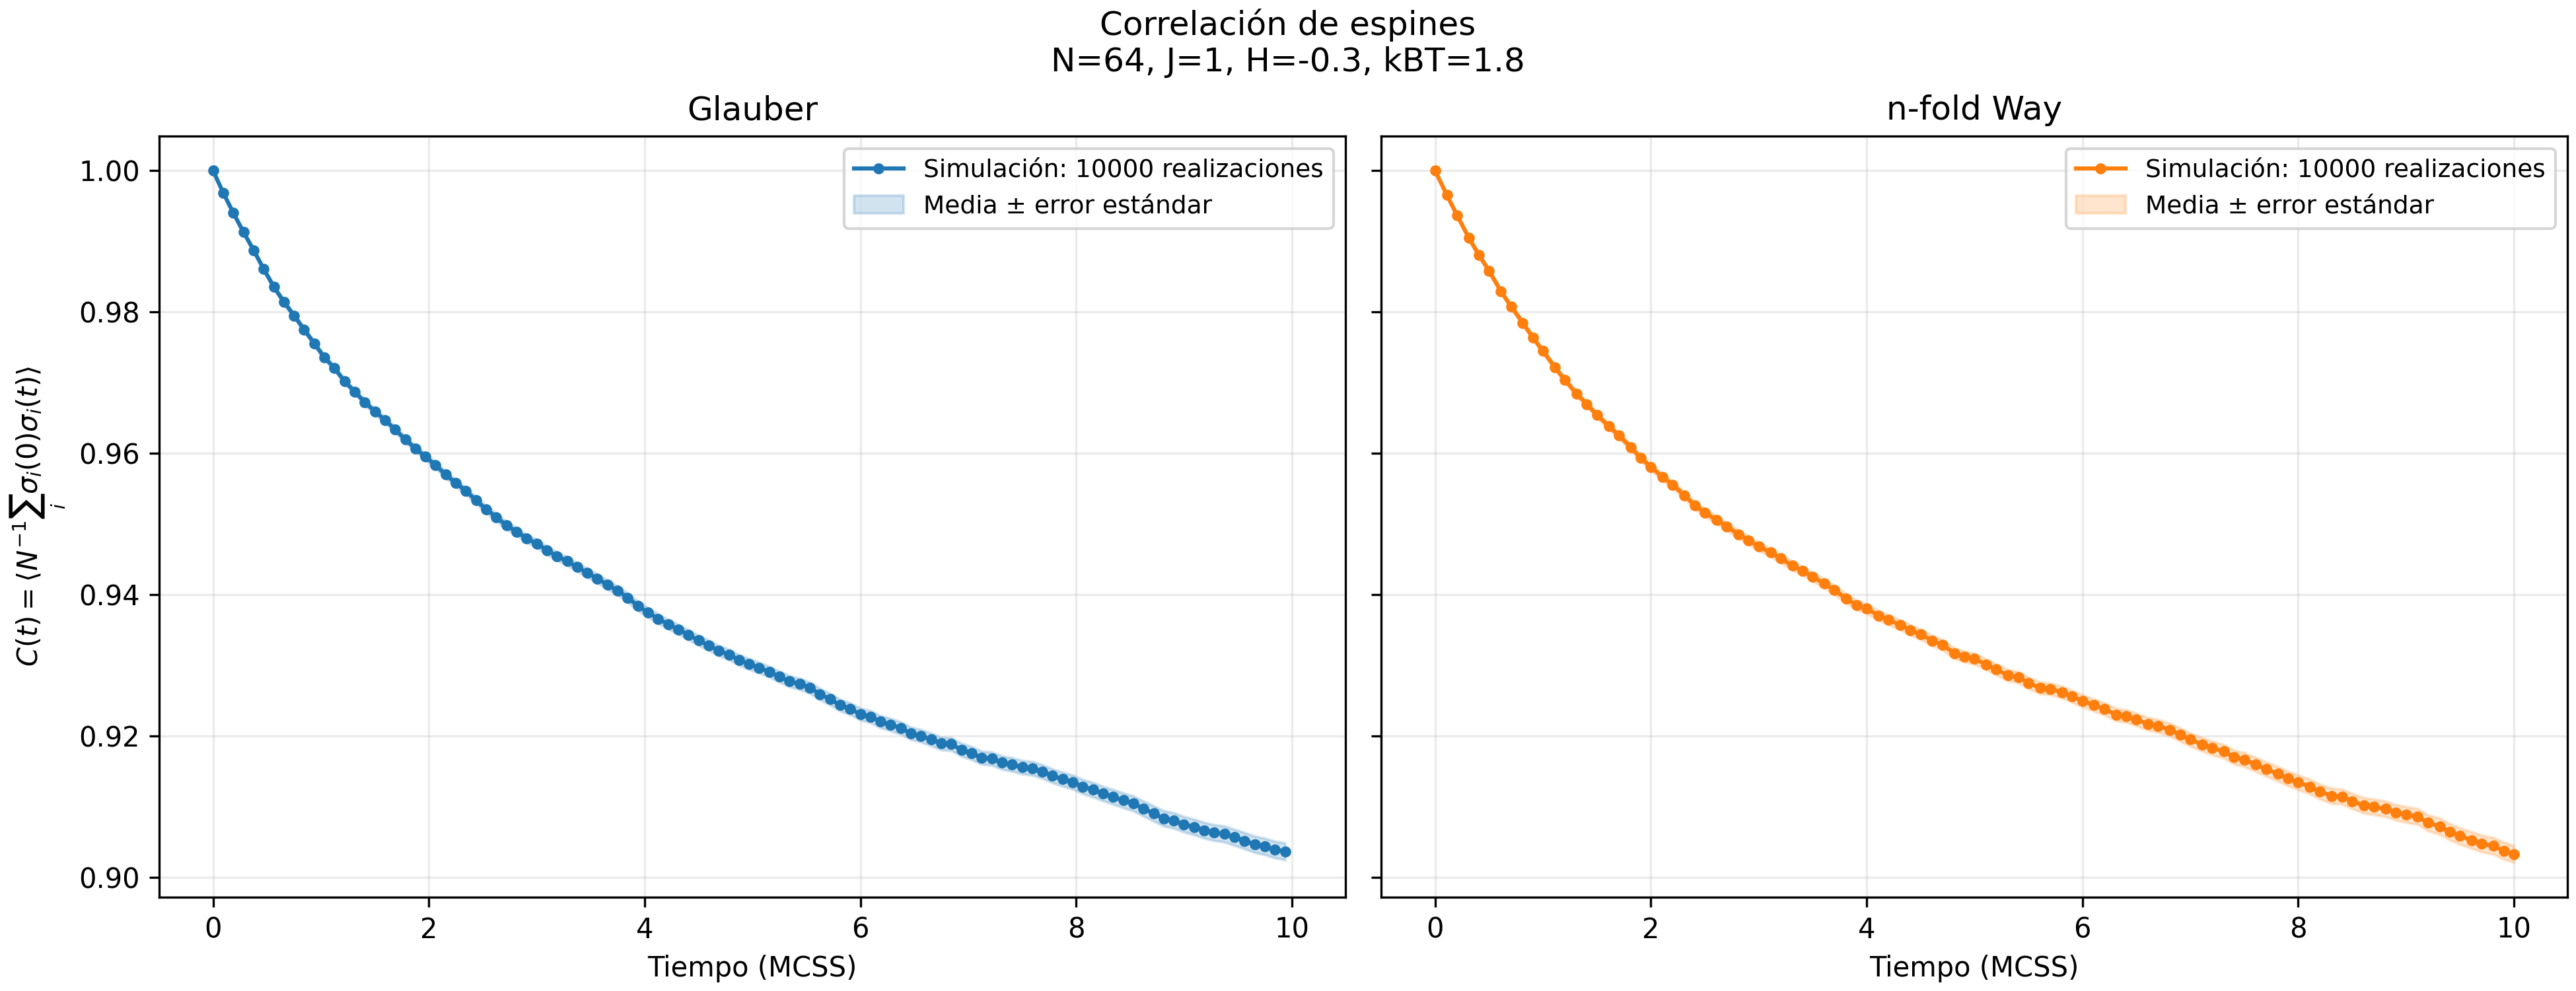 Correlación de espines
N=64, J=1, H=-0.3, kBT=1.8
Glauber
n-fold Way
C(t) = ⟨N⁻¹ ∑ᵢ σᵢ(0)σᵢ(t)⟩
1.00
0.98
0.96
0.94
0.92
0.90
Simulación: 10000 realizaciones
Media ± error estándar
Simulación: 10000 realizaciones
Media ± error estándar
0 2 4 6 8 10
0 2 4 6 8 10
Tiempo (MCSS)
Tiempo (MCSS)